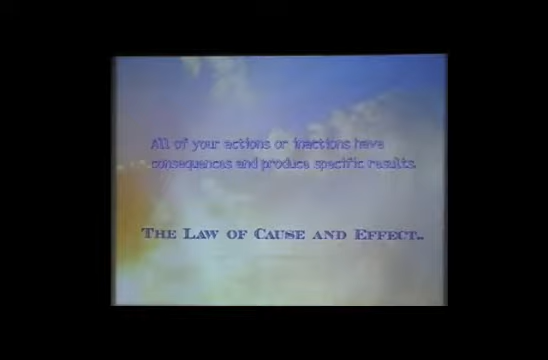 All of your actions or inactions have
consequences and produce specific results.
THE LAW OF CAUSE AND EFFECT..